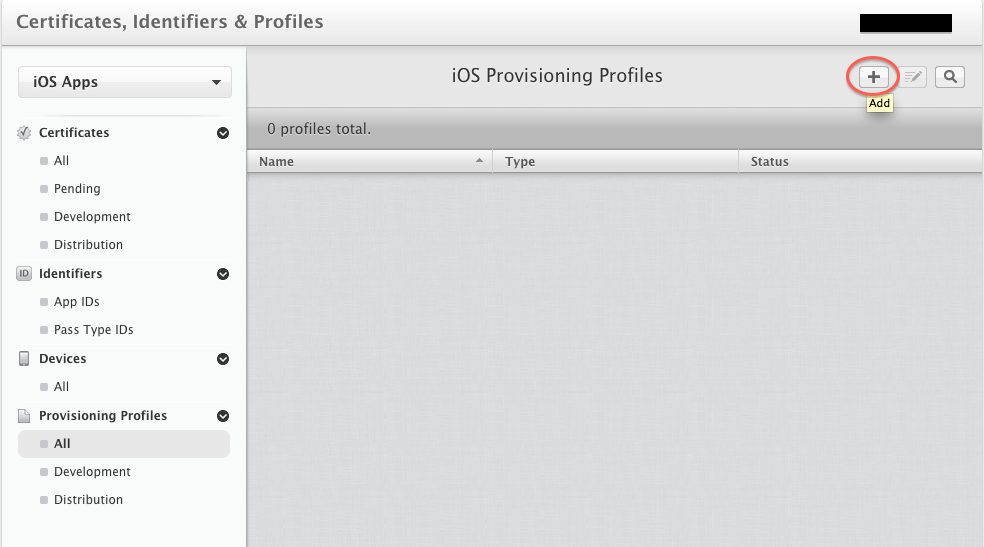 Certificates, Identifiers & Profiles
iOS Apps
Certificates
All
Pending
Development
Distribution
ID Identifiers
App IDs
Pass Type IDs
Devices
All
Provisioning Profiles
All
Development
Distribution
iOS Provisioning Profiles
Add
0 profiles total.
Name Type Status